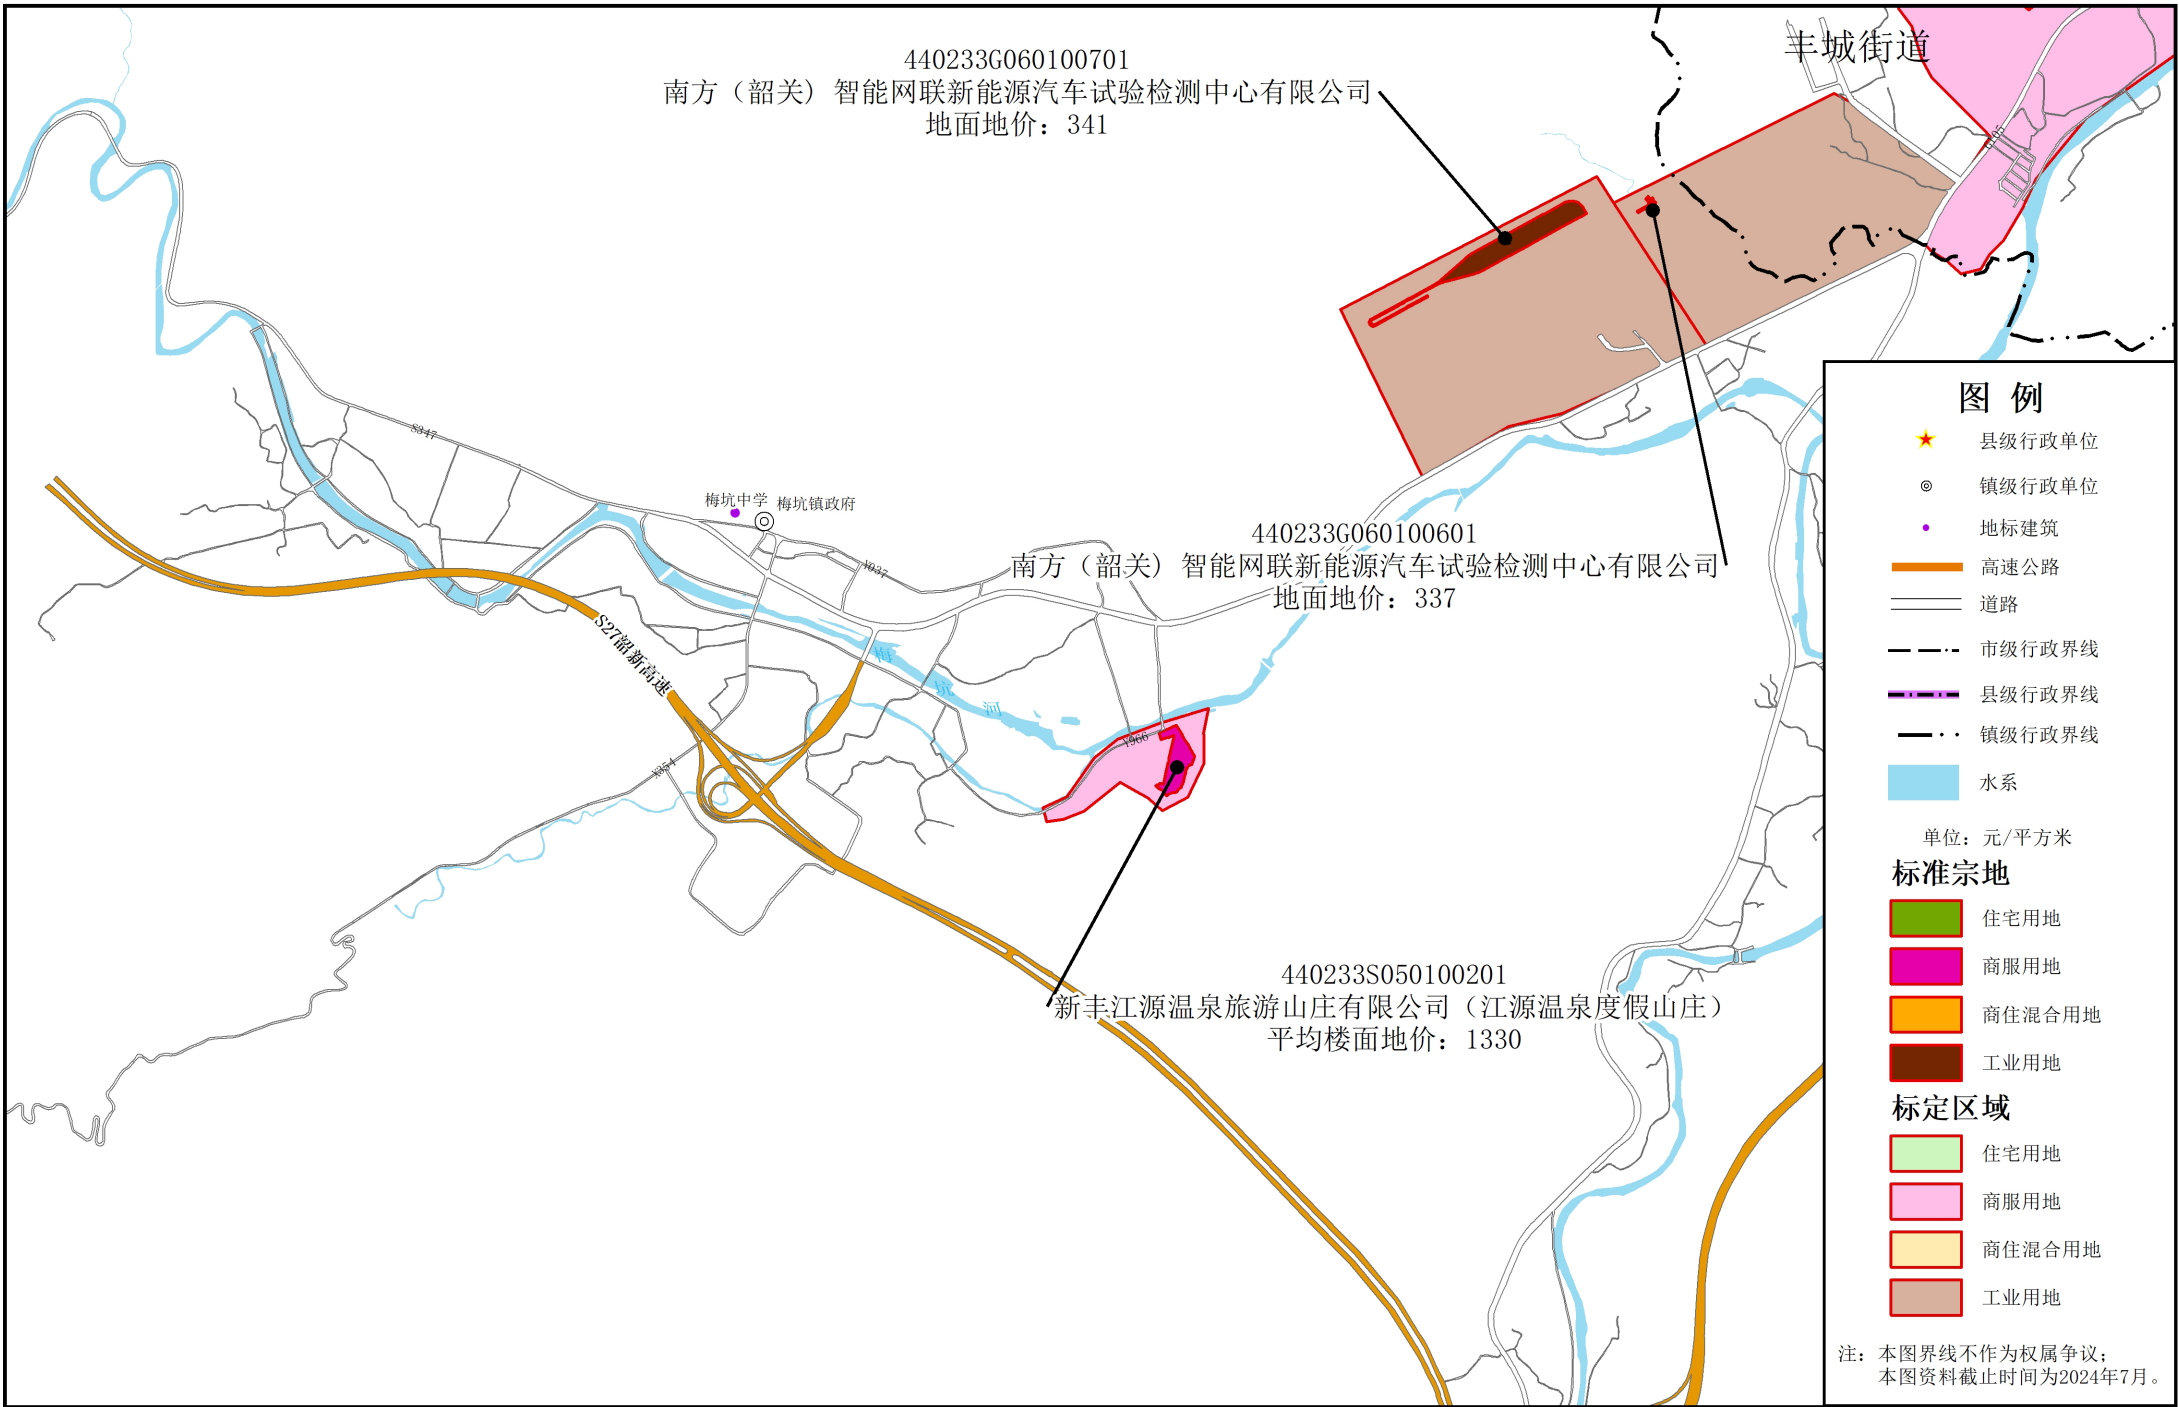 440233G060100701
南方（韶关）智能网联新能源汽车试验检测中心有限公司
地面地价：341
丰城街道
G105
S347
梅坑中学
梅坑镇政府
X037
440233G060100601
南方（韶关）智能网联新能源汽车试验检测中心有限公司
地面地价：337
S27韶新高速
梅坑河
Y966
X354
440233S050100201
新丰江源温泉旅游山庄有限公司（江源温泉度假山庄）
平均楼面地价：1330
图 例
县级行政单位
镇级行政单位
地标建筑
高速公路
道路
市级行政界线
县级行政界线
镇级行政界线
水系
单位：元/平方米
标准宗地
住宅用地
商服用地
商住混合用地
工业用地
标定区域
住宅用地
商服用地
商住混合用地
工业用地
注：本图界线不作为权属争议；
本图资料截止时间为2024年7月。